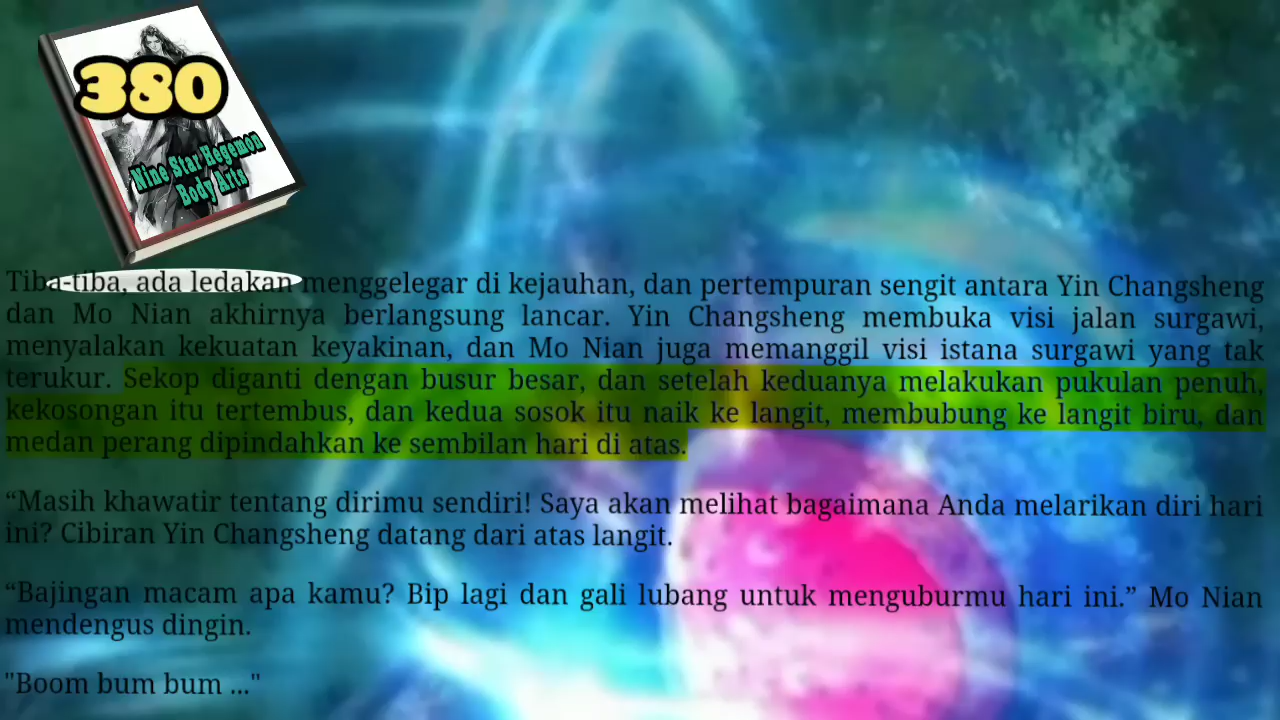 380
Nine Star Hegemon
Body Arts
Tiba-tiba, ada ledakan menggelegar di kejauhan, dan pertempuran sengit antara Yin Changsheng
dan Mo Nian akhirnya berlangsung lancar. Yin Changsheng membuka visi jalan surgawi,
menyalakan kekuatan keyakinan, dan Mo Nian juga memanggil visi istana surgawi yang tak
terukur. Sekop diganti dengan busur besar, dan setelah keduanya melakukan pukulan penuh,
kekosongan itu tertembus, dan kedua sosok itu naik ke langit, membubung ke langit biru, dan
medan perang dipindahkan ke sembilan hari di atas.
“Masih khawatir tentang dirimu sendiri! Saya akan melihat bagaimana Anda melarikan diri hari
ini? Cibiran Yin Changsheng datang dari atas langit.
“Bajingan macam apa kamu? Bip lagi dan gali lubang untuk menguburmu hari ini.” Mo Nian
mendengus dingin.
"Boom bum bum ..."